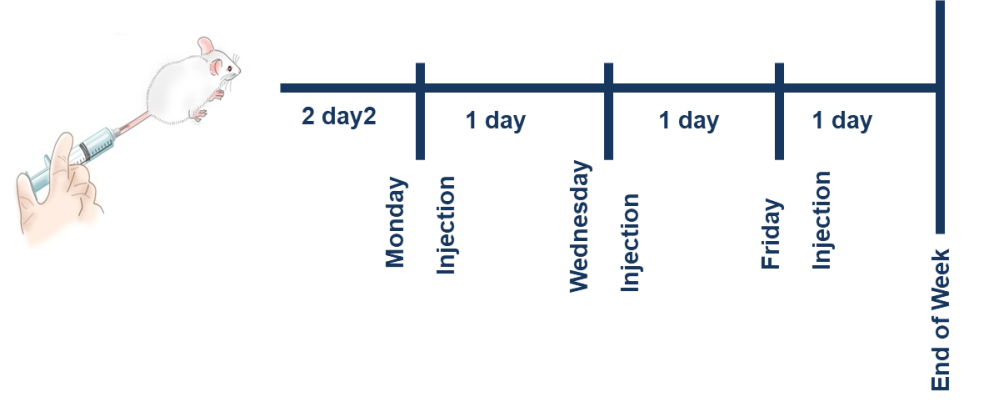 2 day2
1 day
1 day
1 day
Monday
Injection
Wednesday
Injection
Friday
Injection
End of Week